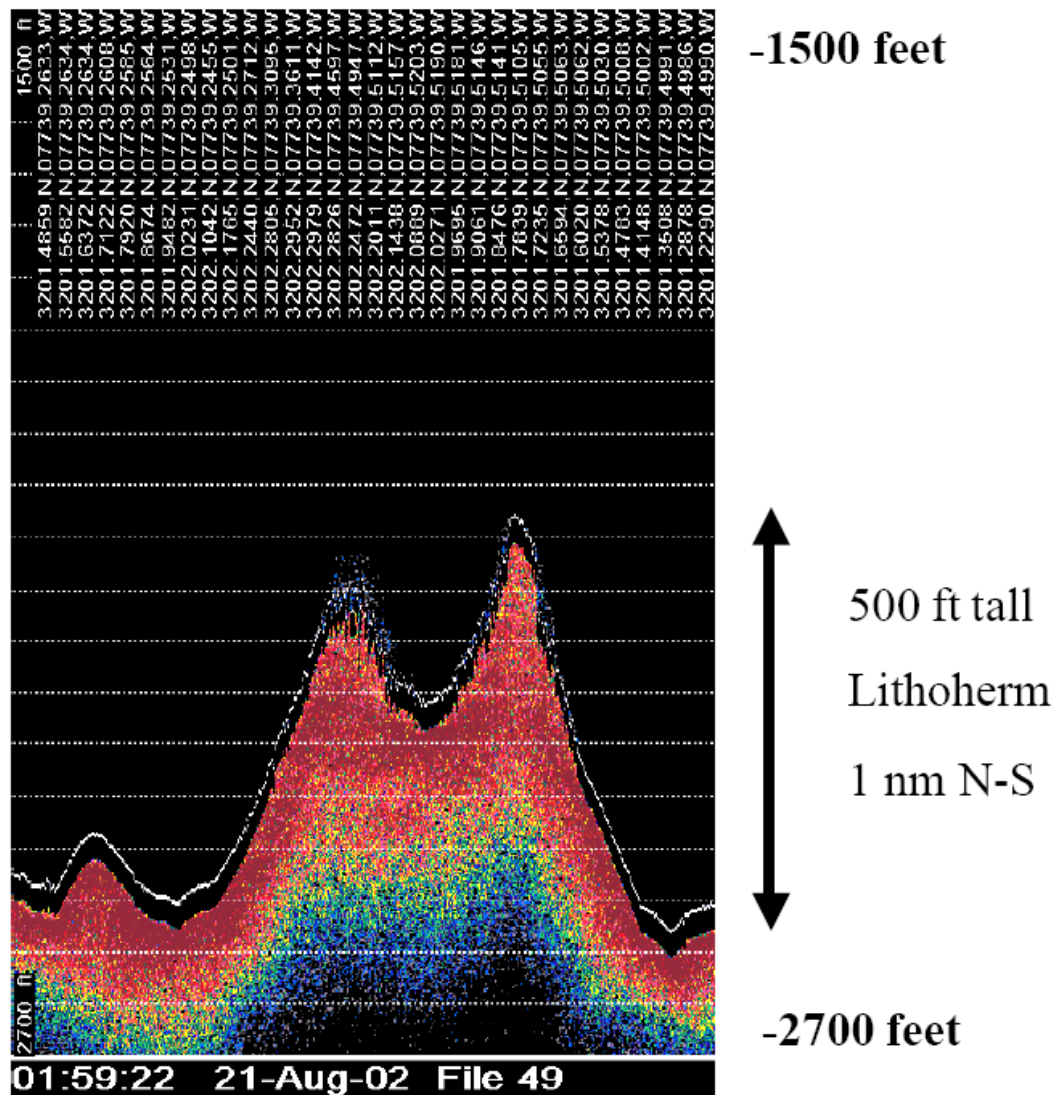 1500 ft
3201.4859,N,07739.2633,W
3201.5582,N,07739.2634,W
3201.6372,N,07739.2634,W
3201.7122,N,07739.2608,W
3201.7920,N,07739.2585,W
3201.8674,N,07739.2564,W
3201.9482,N,07739.2531,W
3202.0231,N,07739.2498,W
3202.1042,N,07739.2455,W
3202.1765,N,07739.2501,W
3202.2440,N,07739.2712,W
3202.2805,N,07739.3095,W
3202.2952,N,07739.3611,W
3202.2979,N,07739.4142,W
3202.2826,N,07739.4597,W
3202.2472,N,07739.4947,W
3202.2011,N,07739.5112,W
3202.1438,N,07739.5157,W
3202.0889,N,07739.5203,W
3202.0271,N,07739.5190,W
3201.9695,N,07739.5181,W
3201.9061,N,07739.5146,W
3201.8476,N,07739.5141,W
3201.7839,N,07739.5105,W
3201.7235,N,07739.5055,W
3201.6594,N,07739.5063,W
3201.6020,N,07739.5062,W
3201.5378,N,07739.5030,W
3201.4783,N,07739.5008,W
3201.4148,N,07739.5002,W
3201.3508,N,07739.4991,W
3201.2878,N,07739.4986,W
3201.2290,N,07739.4990,W
-1500 feet
500 ft tall
Lithoherm
1 nm N-S
2700 ft
-2700 feet
01:59:22 21-Aug-02 File 49